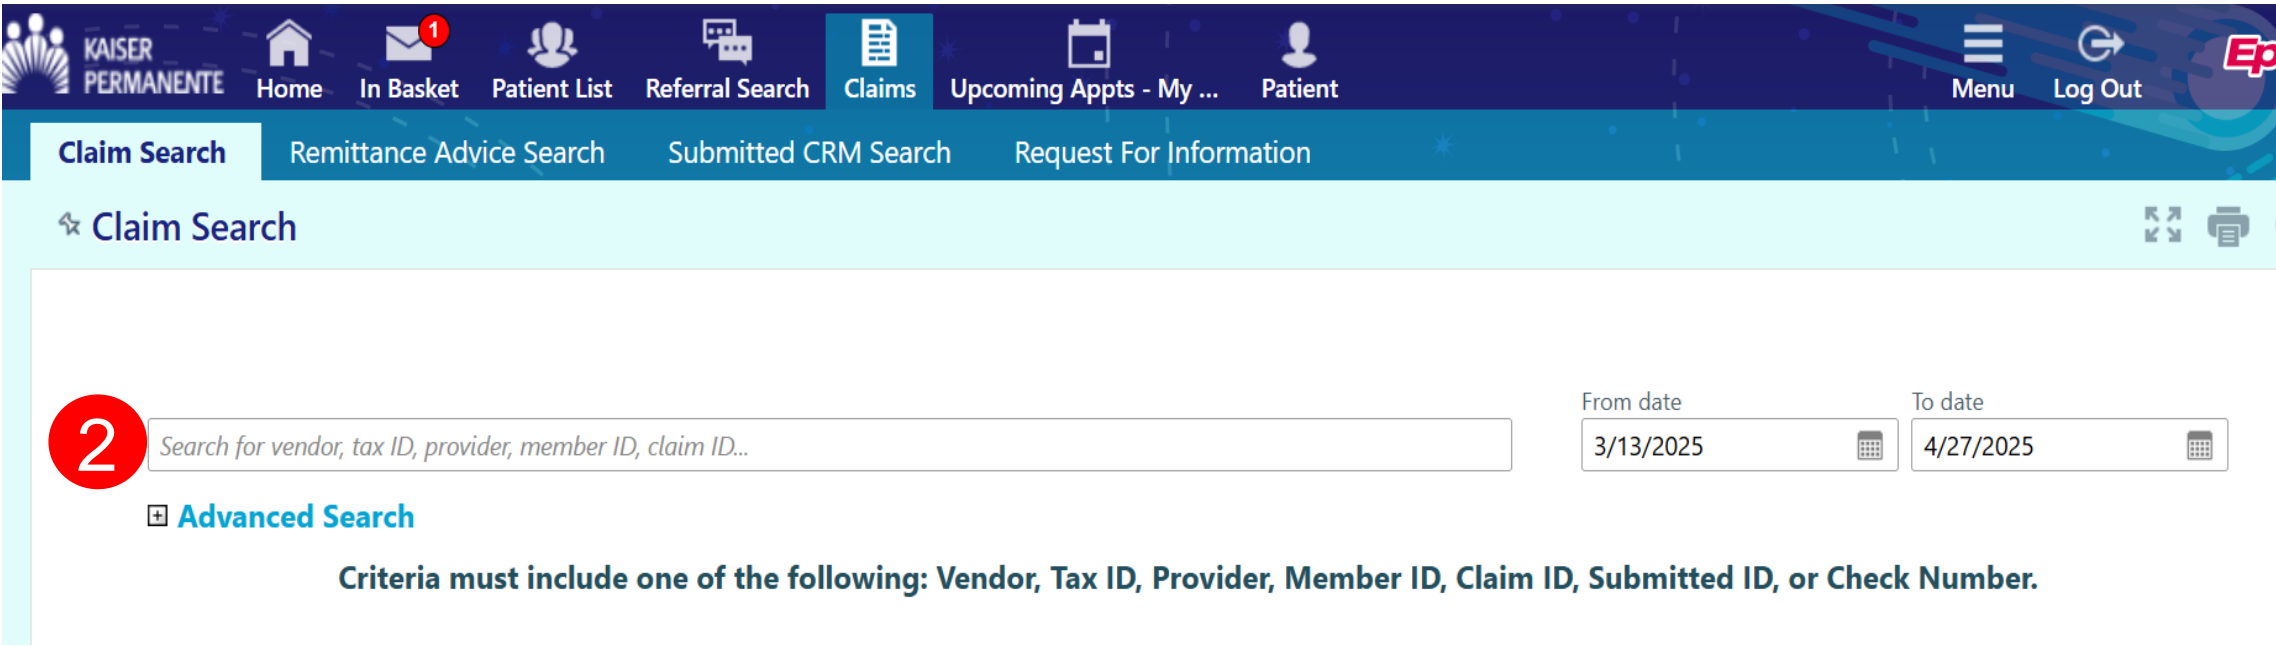 KAISER
PERMANENTE
Home
1
In Basket
Patient List
Referral Search
Claims
Upcoming Appts - My ...
Patient
Menu
Log Out
Ep
Claim Search
Remittance Advice Search
Submitted CRM Search
Request For Information
Claim Search
From date
To date
2
Search for vendor, tax ID, provider, member ID, claim ID...
3/13/2025
4/27/2025
Advanced Search
Criteria must include one of the following: Vendor, Tax ID, Provider, Member ID, Claim ID, Submitted ID, or Check Number.